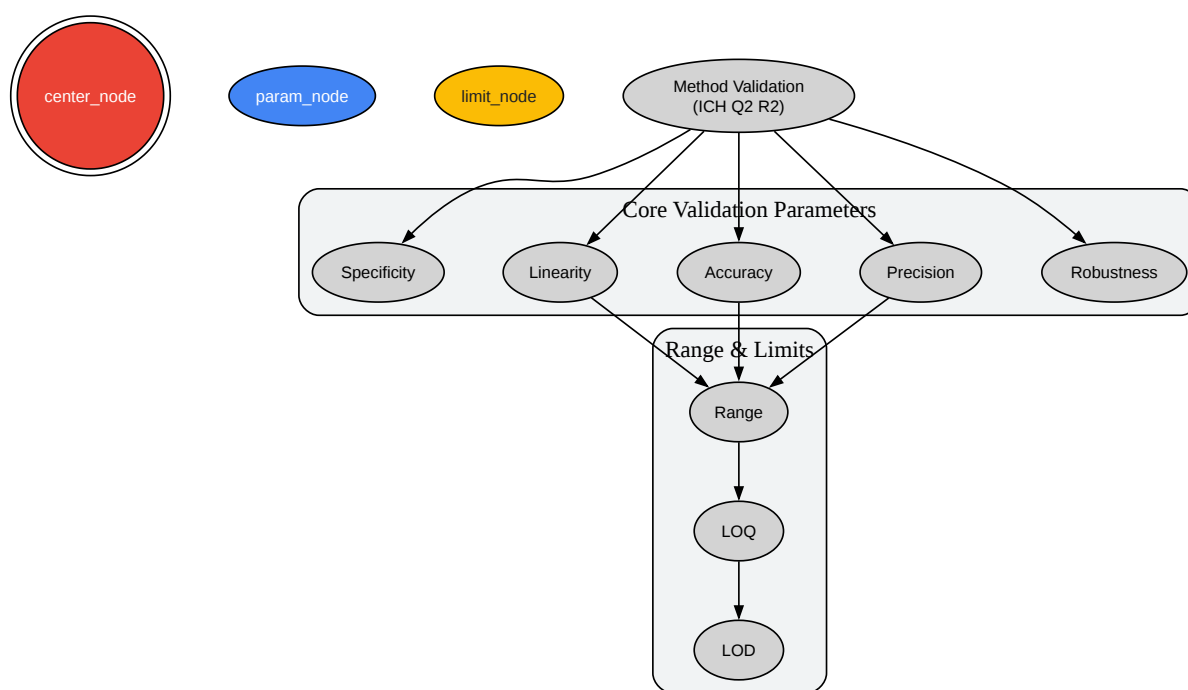 center_node
param_node
limit_node
Method Validation
(ICH Q2 R2)
Core Validation Parameters
Specificity
Linearity
Accuracy
Precision
Robustness
Range & Limits
Range
LOQ
LOD